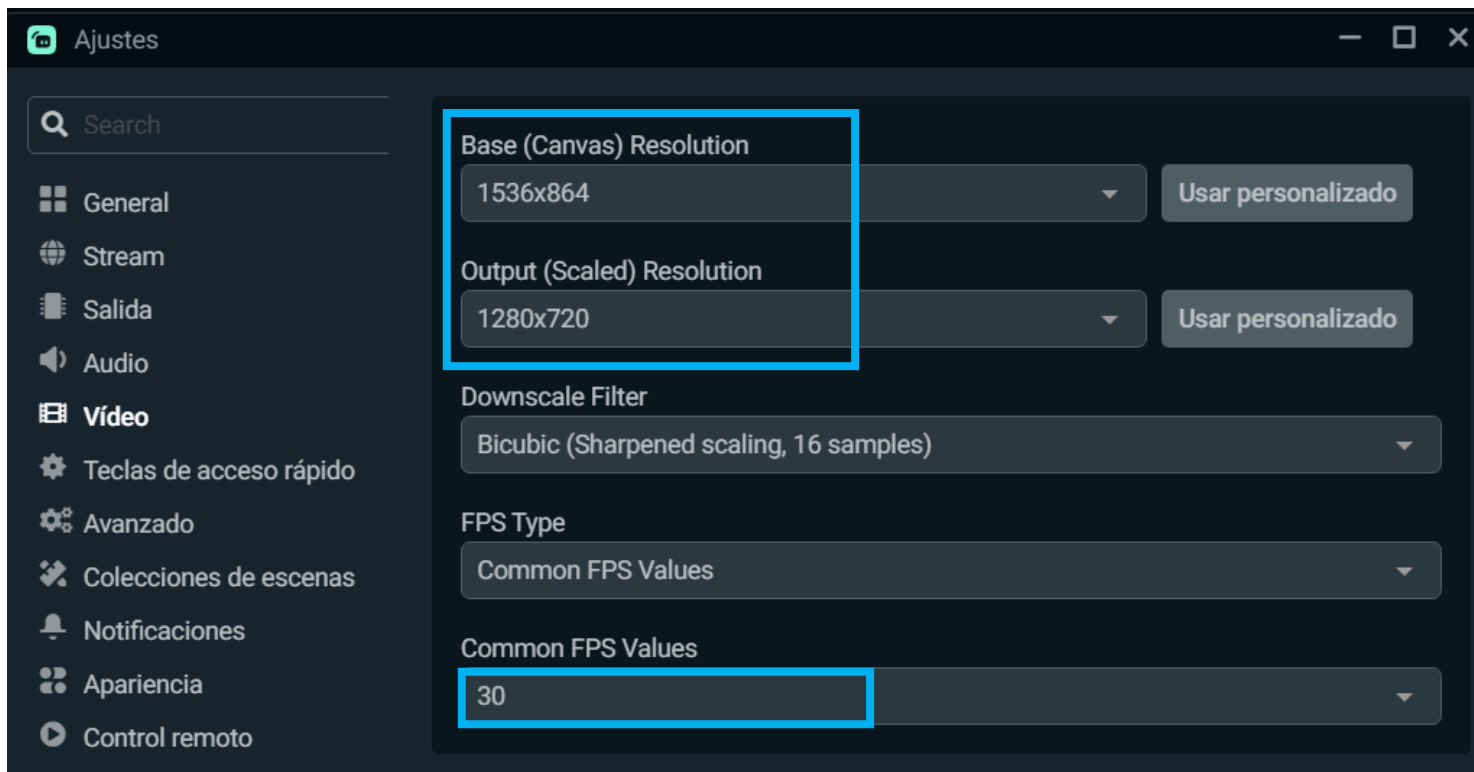 Ajustes
Search
General
Stream
Salida
Audio
Vídeo
Teclas de acceso rápido
Avanzado
Colecciones de escenas
Notificaciones
Apariencia
Control remoto
Base (Canvas) Resolution
1536x864
Usar personalizado
Output (Scaled) Resolution
1280x720
Usar personalizado
Downscale Filter
Bicubic (Sharpened scaling, 16 samples)
FPS Type
Common FPS Values
Common FPS Values
30